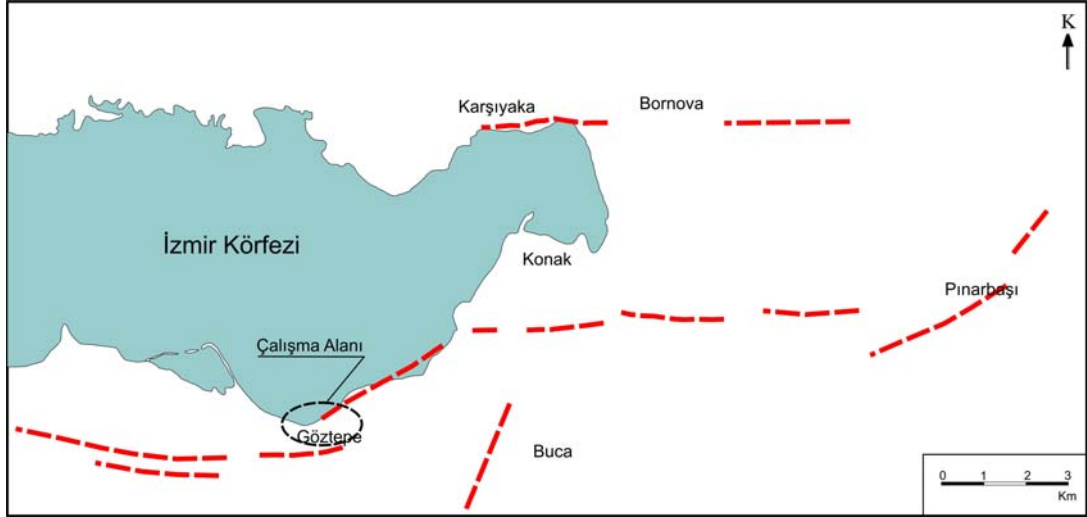 K
Karşıyaka
Bornova
İzmir Körfezi
Konak
Pınarbaşı
Çalışma Alanı
Göztepe
Buca
0 1 2 3
Km